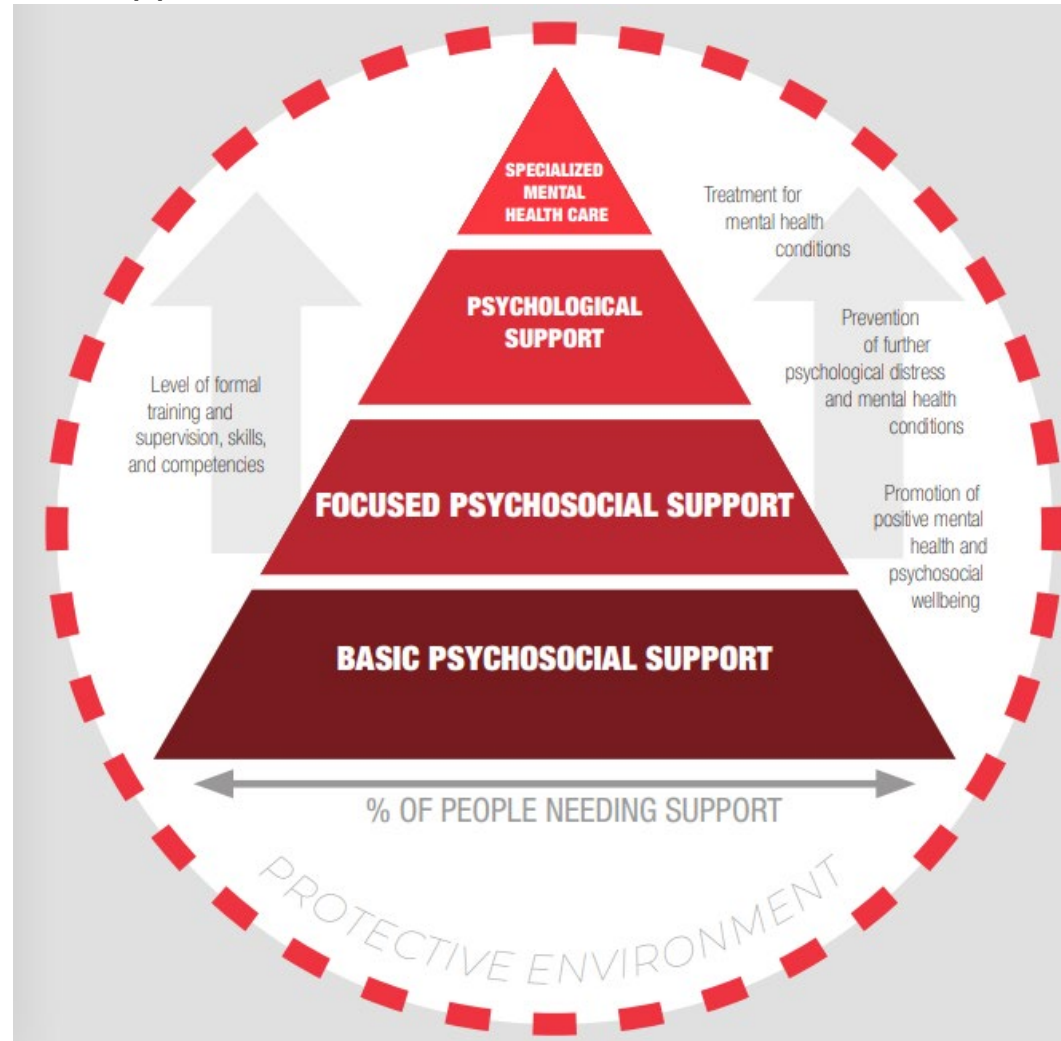 SPECIALIZED
MENTAL
HEALTH CARE
Treatment for
mental health
conditions
PSYCHOLOGICAL
SUPPORT
Prevention
of further
psychological distress
and mental health
conditions
Level of formal
training and
supervision, skills,
and competencies
FOCUSED PSYCHOSOCIAL SUPPORT
Promotion of
positive mental
health and
psychosocial
wellbeing
BASIC PSYCHOSOCIAL SUPPORT
% OF PEOPLE NEEDING SUPPORT
PROTECTIVE ENVIRONMENT